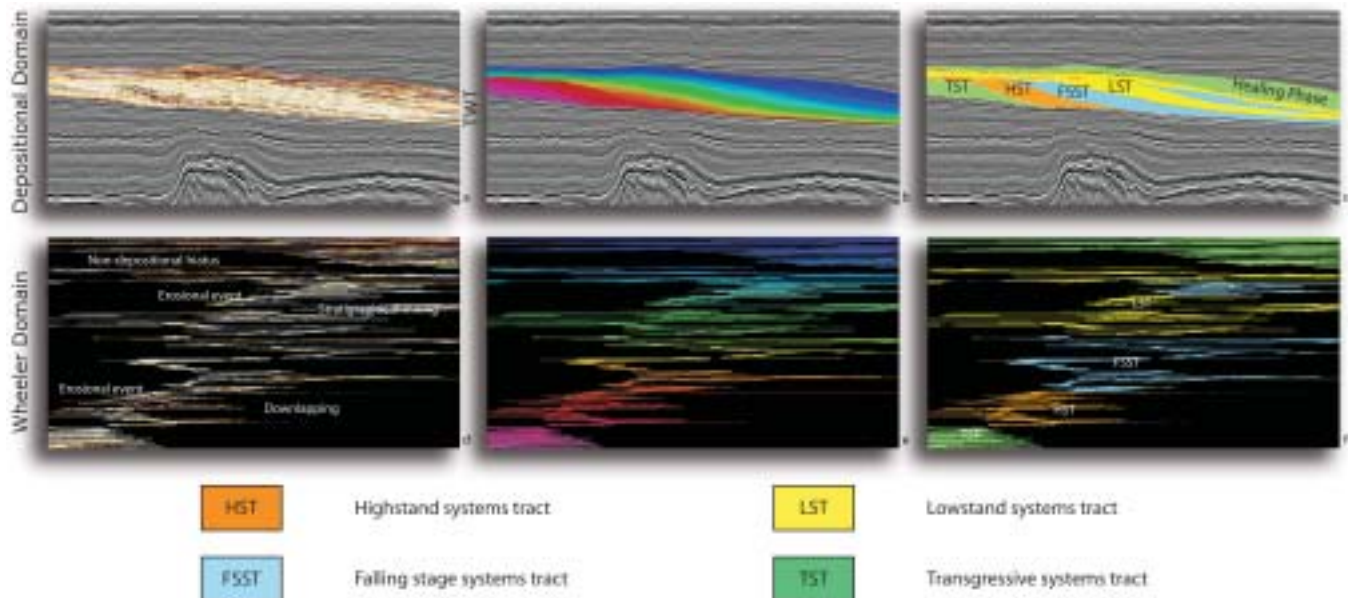 Depositional Domain
TWT
TST
HST
FSST
LST
Healing Phase
a
b
c
Wheeler Domain
Non depositional hiatus
Erosional event
Erosional event
Downlapping
LST
FSST
HST
TST
d
e
f
HST Highstand systems tract
LST Lowstand systems tract
FSST Falling stage systems tract
TST Transgressive systems tract